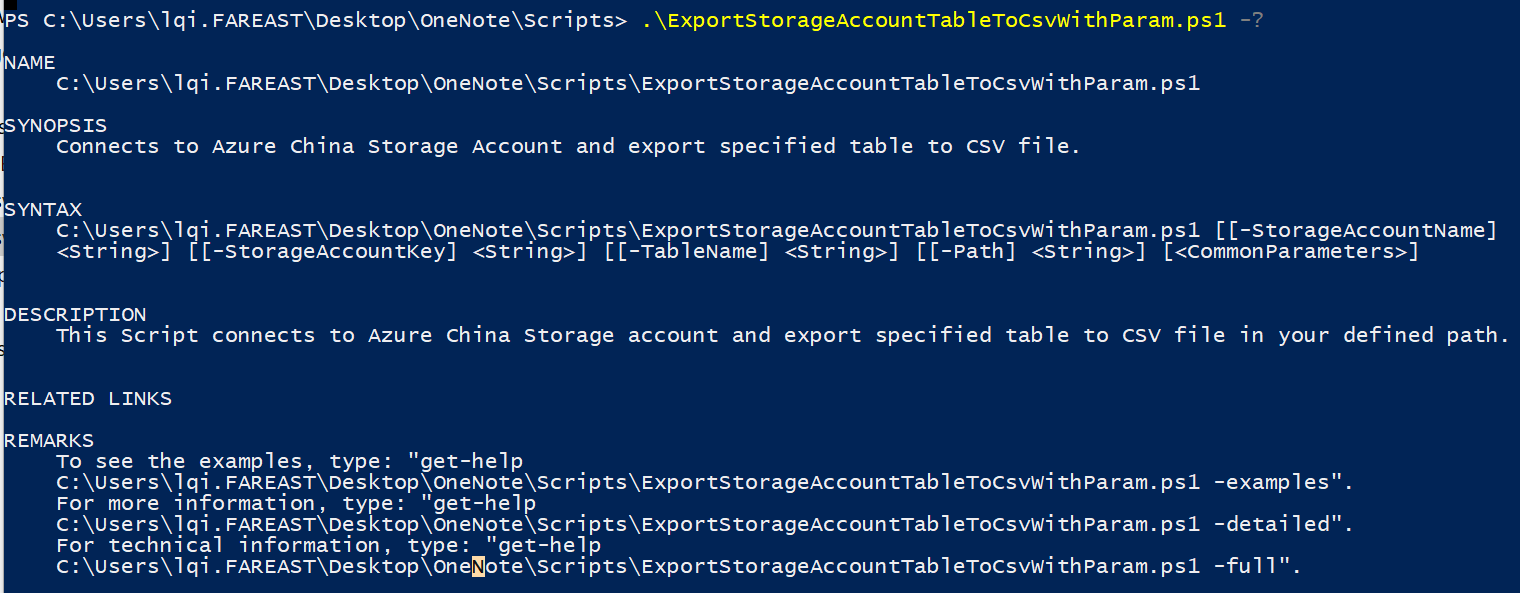 PS C:\Users\lqi.FAREAST\Desktop\OneNote\Scripts> .\ExportStorageAccountTableToCsvWithParam.ps1 -?
NAME
C:\Users\lqi.FAREAST\Desktop\OneNote\Scripts\ExportStorageAccountTableToCsvWithParam.ps1
SYNOPSIS
Connects to Azure China Storage Account and export specified table to CSV file.
SYNTAX
C:\Users\lqi.FAREAST\Desktop\OneNote\Scripts\ExportStorageAccountTableToCsvWithParam.ps1 [[-StorageAccountName]
<String>] [[-StorageAccountKey] <String>] [[-TableName] <String>] [[-Path] <String>] [<CommonParameters>]
DESCRIPTION
This Script connects to Azure China Storage account and export specified table to CSV file in your defined path.
RELATED LINKS
REMARKS
To see the examples, type: "get-help
C:\Users\lqi.FAREAST\Desktop\OneNote\Scripts\ExportStorageAccountTableToCsvWithParam.ps1 -examples".
For more information, type: "get-help
C:\Users\lqi.FAREAST\Desktop\OneNote\Scripts\ExportStorageAccountTableToCsvWithParam.ps1 -detailed".
For technical information, type: "get-help
C:\Users\lqi.FAREAST\Desktop\OneNote\Scripts\ExportStorageAccountTableToCsvWithParam.ps1 -full".